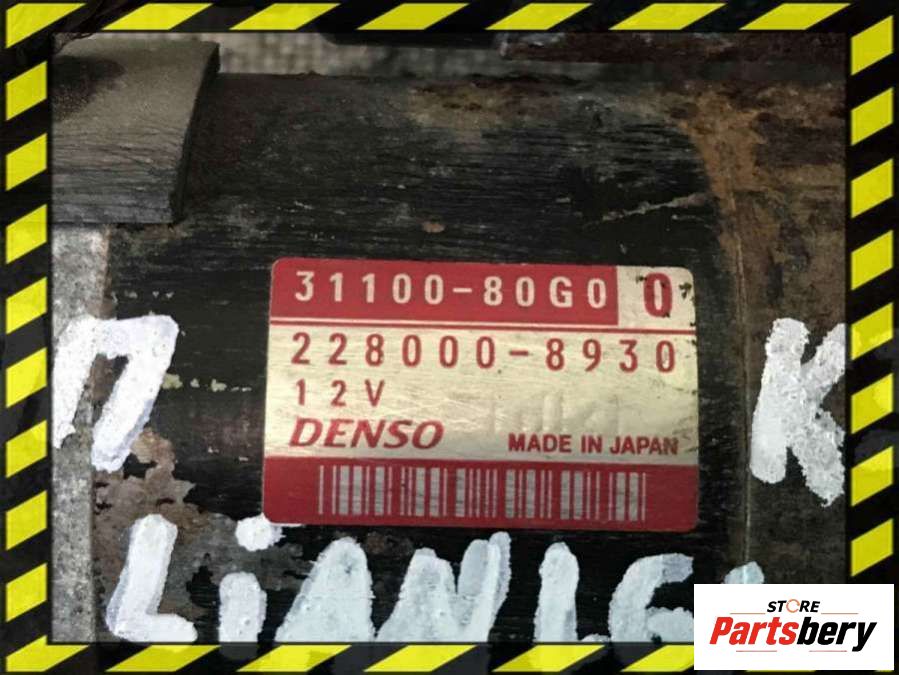 31100-80G0 0
228000-8930
12V
DENSO MADE IN JAPAN
K
STORE
Partsbery